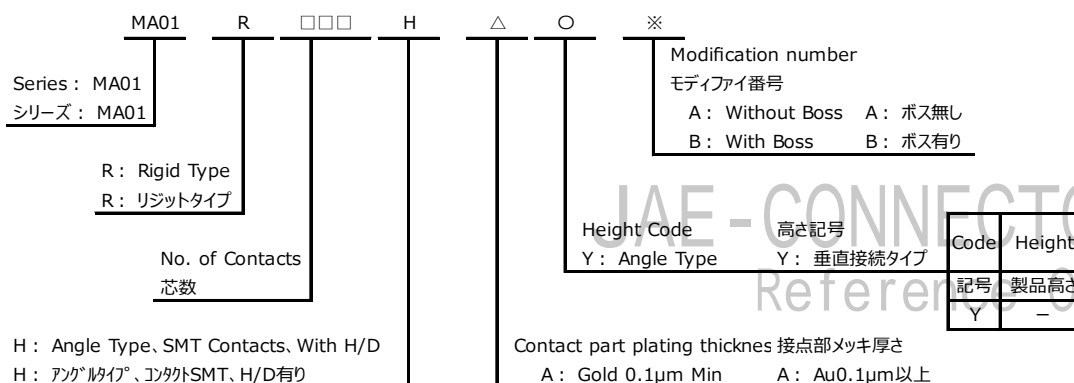 MA01 R □□□ H △ ○ ※
Modification number
モディファイ番号
A： Without Boss A： ボス無し
B： With Boss B： ボス有り
Series： MA01
シリーズ： MA01
R： Rigid Type
R： リジットタイプ
No. of Contacts
芯数
JAE-CONNECTO
Height Code 高さ記号
Y： Angle Type Y： 垂直接続タイプ
Code Height
記号 製品高さ
Y －
H： Angle Type、SMT Contacts、With H/D
H： ｱﾝｸﾞﾙﾀｲﾌﾟ、ｺﾝﾀｸﾄSMT、H/D有り
Contact part plating thicknes 接点部メッキ厚さ
A： Gold 0.1μm Min A： Au0.1μm以上